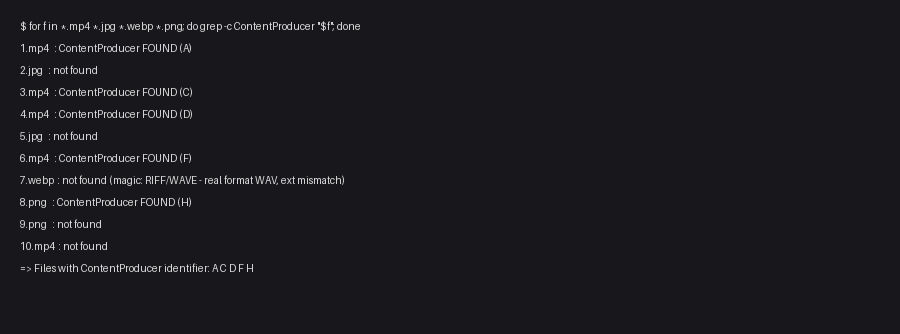 $ for f in *.mp4 *.jpg *.webp *.png; do grep -c ContentProducer "$f"; done
1.mp4 : ContentProducer FOUND (A)
2.jpg : not found
3.mp4 : ContentProducer FOUND (C)
4.mp4 : ContentProducer FOUND (D)
5.jpg : not found
6.mp4 : ContentProducer FOUND (F)
7.webp : not found (magic: RIFF/WAVE - real format WAV, ext mismatch)
8.png : ContentProducer FOUND (H)
9.png : not found
10.mp4 : not found
=> Files with ContentProducer identifier: A C D F H